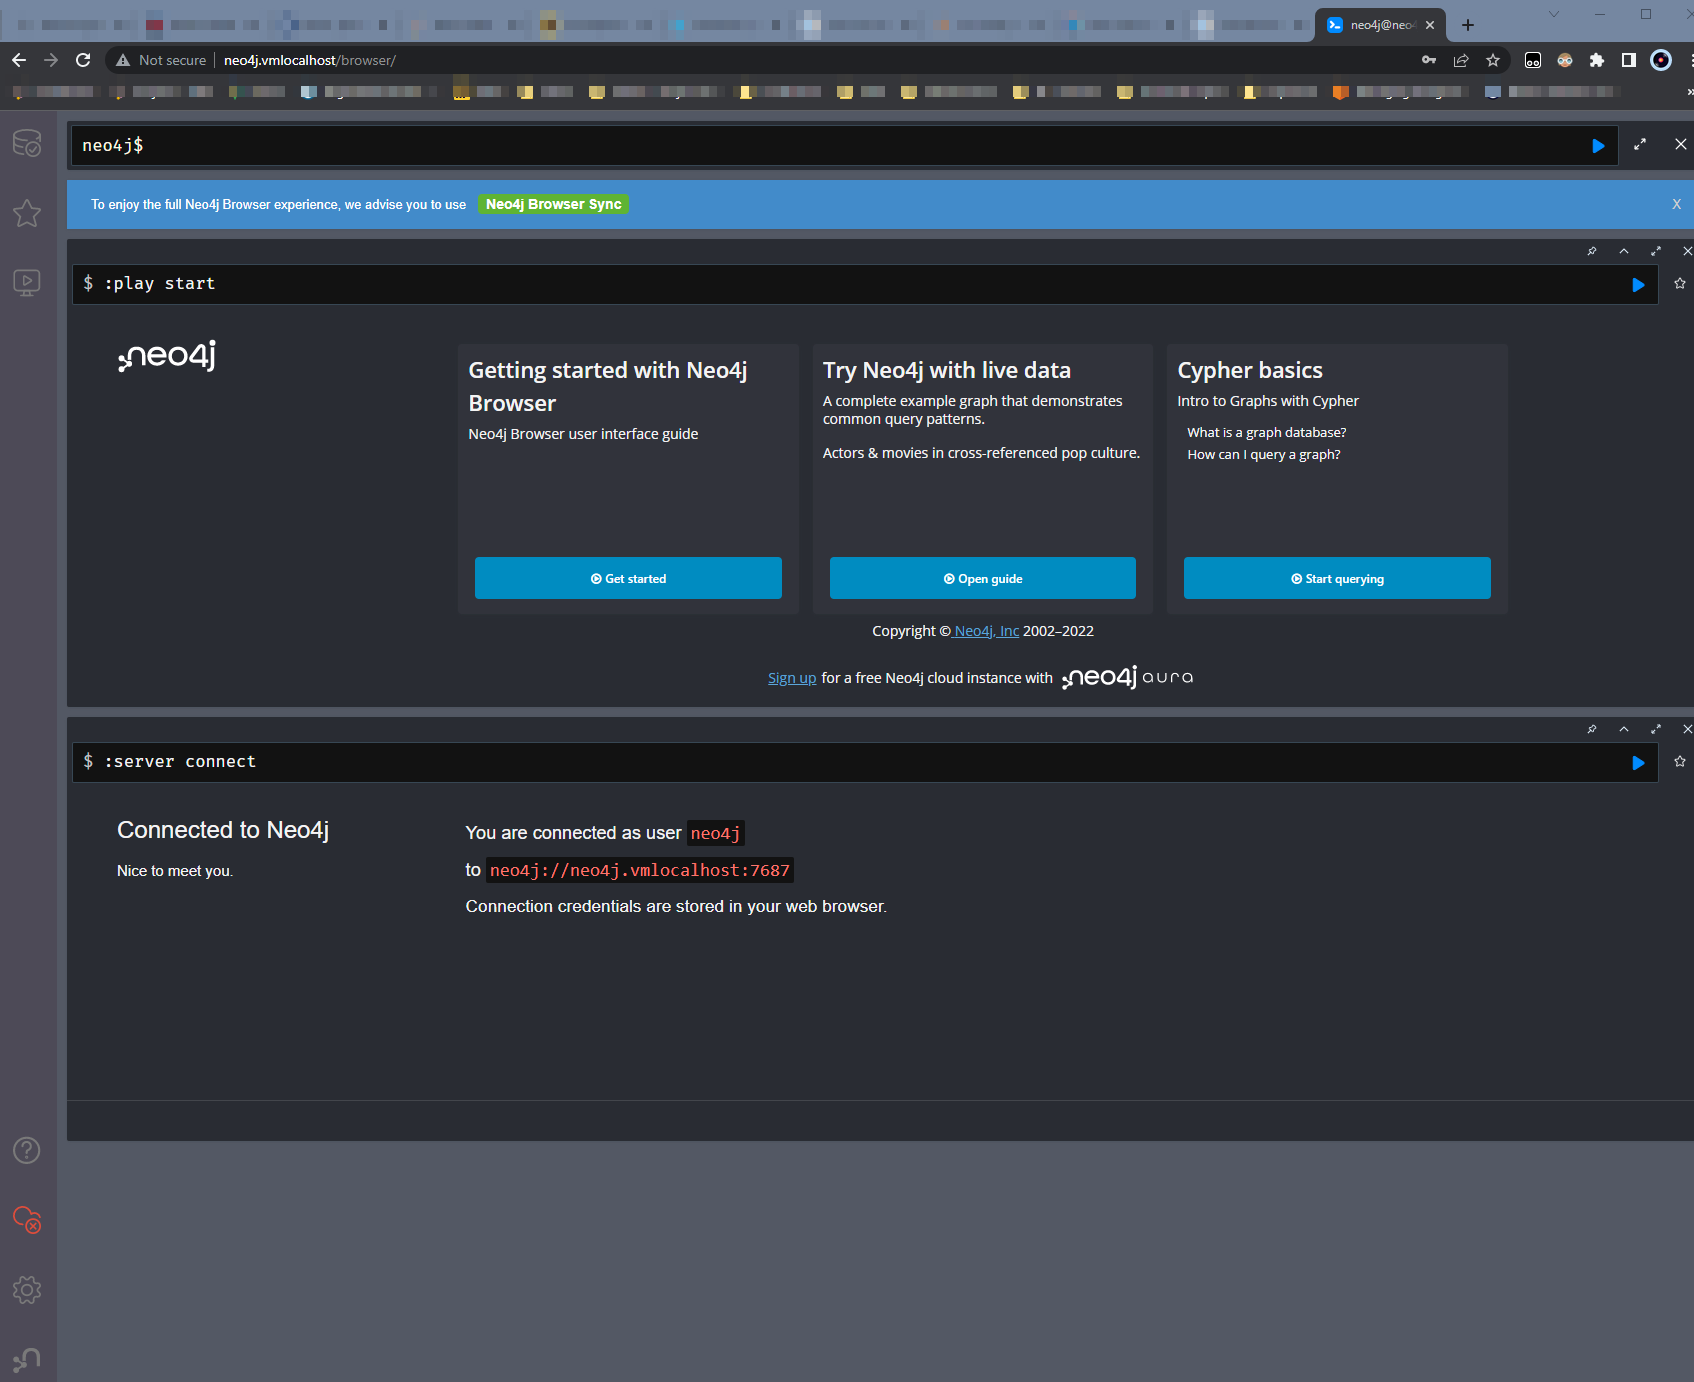 neo4j@neo4
Not secure neo4j.vmlocalhost/browser/
neo4j$
To enjoy the full Neo4j Browser experience, we advise you to use Neo4j Browser Sync X
$ :play start
neo4j
Getting started with Neo4j Browser
Neo4j Browser user interface guide
Get started
Try Neo4j with live data
A complete example graph that demonstrates
common query patterns.
Actors & movies in cross-referenced pop culture.
Open guide
Cypher basics
Intro to Graphs with Cypher
What is a graph database?
How can I query a graph?
Start querying
Copyright © Neo4j, Inc 2002–2022
Sign up for a free Neo4j cloud instance with neo4j aura
$ :server connect
Connected to Neo4j
Nice to meet you.
You are connected as user neo4j
to neo4j://neo4j.vmlocalhost:7687
Connection credentials are stored in your web browser.